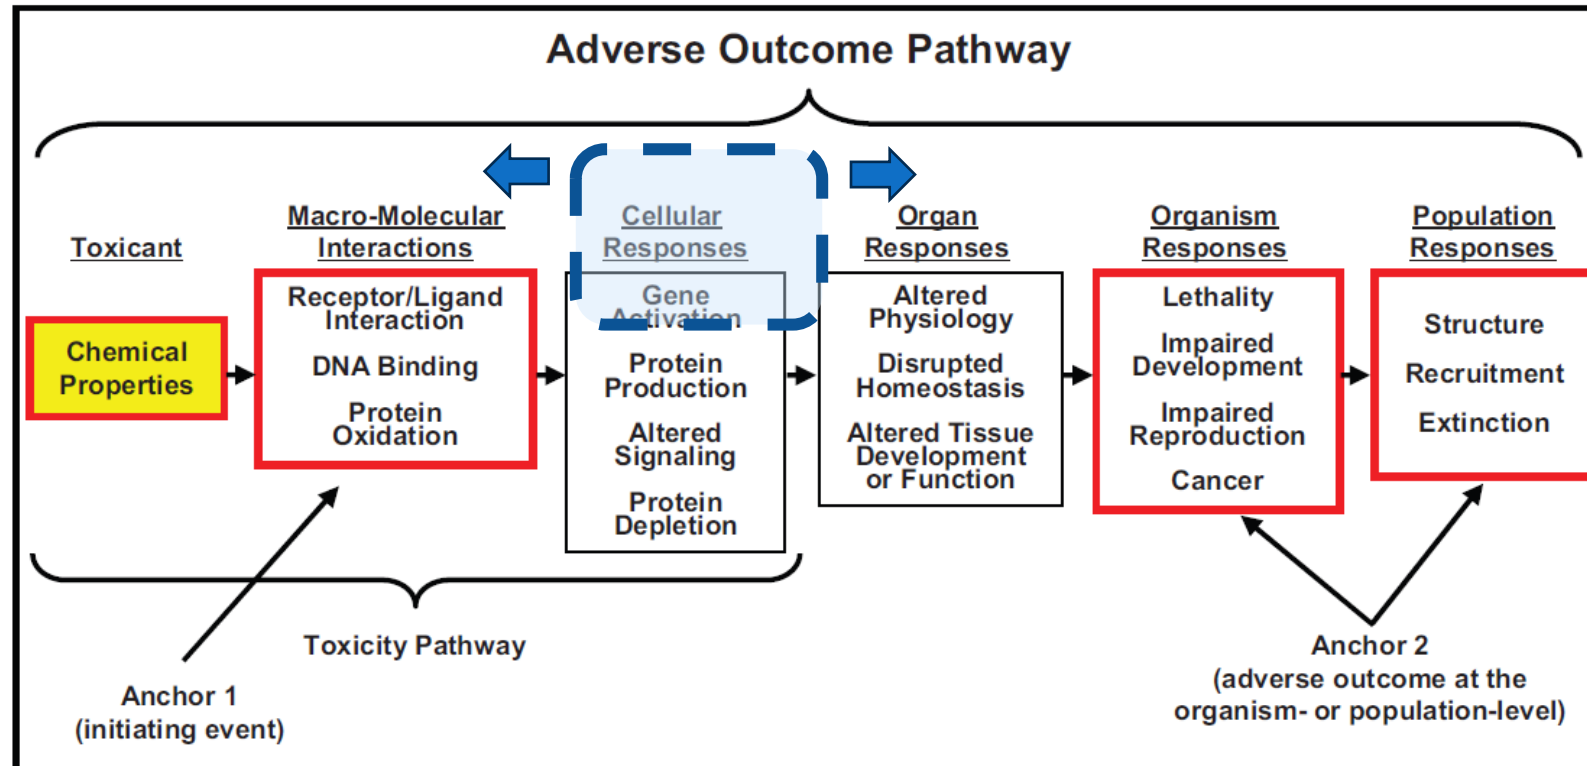 Adverse Outcome Pathway
Toxicant
Chemical
Properties
Macro-Molecular
Interactions
Receptor/Ligand
Interaction
DNA Binding
Protein
Oxidation
Cellular
Responses
Gene
Activation
Protein
Production
Altered
Signaling
Protein
Depletion
Organ
Responses
Altered
Physiology
Disrupted
Homeostasis
Altered Tissue
Development
or Function
Organism
Responses
Lethality
Impaired
Development
Impaired
Reproduction
Cancer
Population
Responses
Structure
Recruitment
Extinction
Toxicity Pathway
Anchor 1
(initiating event)
Anchor 2
(adverse outcome at the
organism- or population-level)